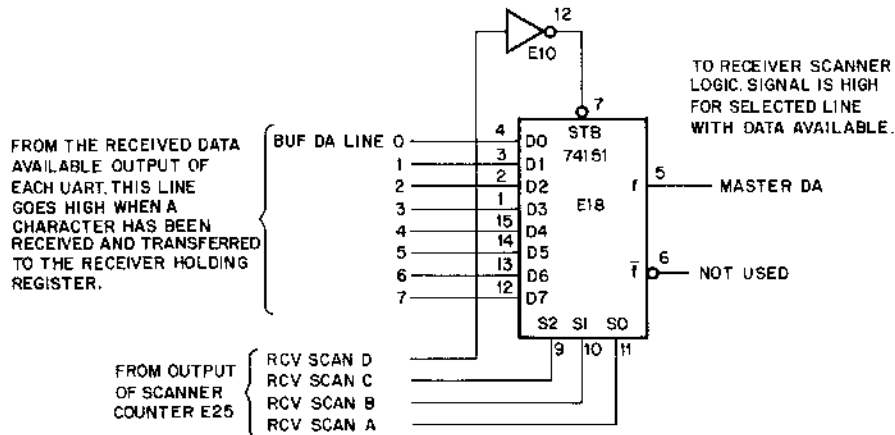 12
E10
TO RECEIVER SCANNER
LOGIC. SIGNAL IS HIGH
FOR SELECTED LINE
WITH DATA AVAILABLE.
7
STB
74151
E18
FROM THE RECEIVED DATA
AVAILABLE OUTPUT OF
EACH UART. THIS LINE
GOES HIGH WHEN A
CHARACTER HAS BEEN
RECEIVED AND TRANSFERRED
TO THE RECEIVER HOLDING
REGISTER.
BUF DA LINE 0 4 D0
1 3 D1
2 2 D2
3 1 D3
4 15 D4
5 14 D5
6 13 D6
7 12 D7
f 5 MASTER DA
f̅ 6 NOT USED
S2 S1 S0
9 10 11
FROM OUTPUT
OF SCANNER
COUNTER E25
RCV SCAN D
RCV SCAN C
RCV SCAN B
RCV SCAN A